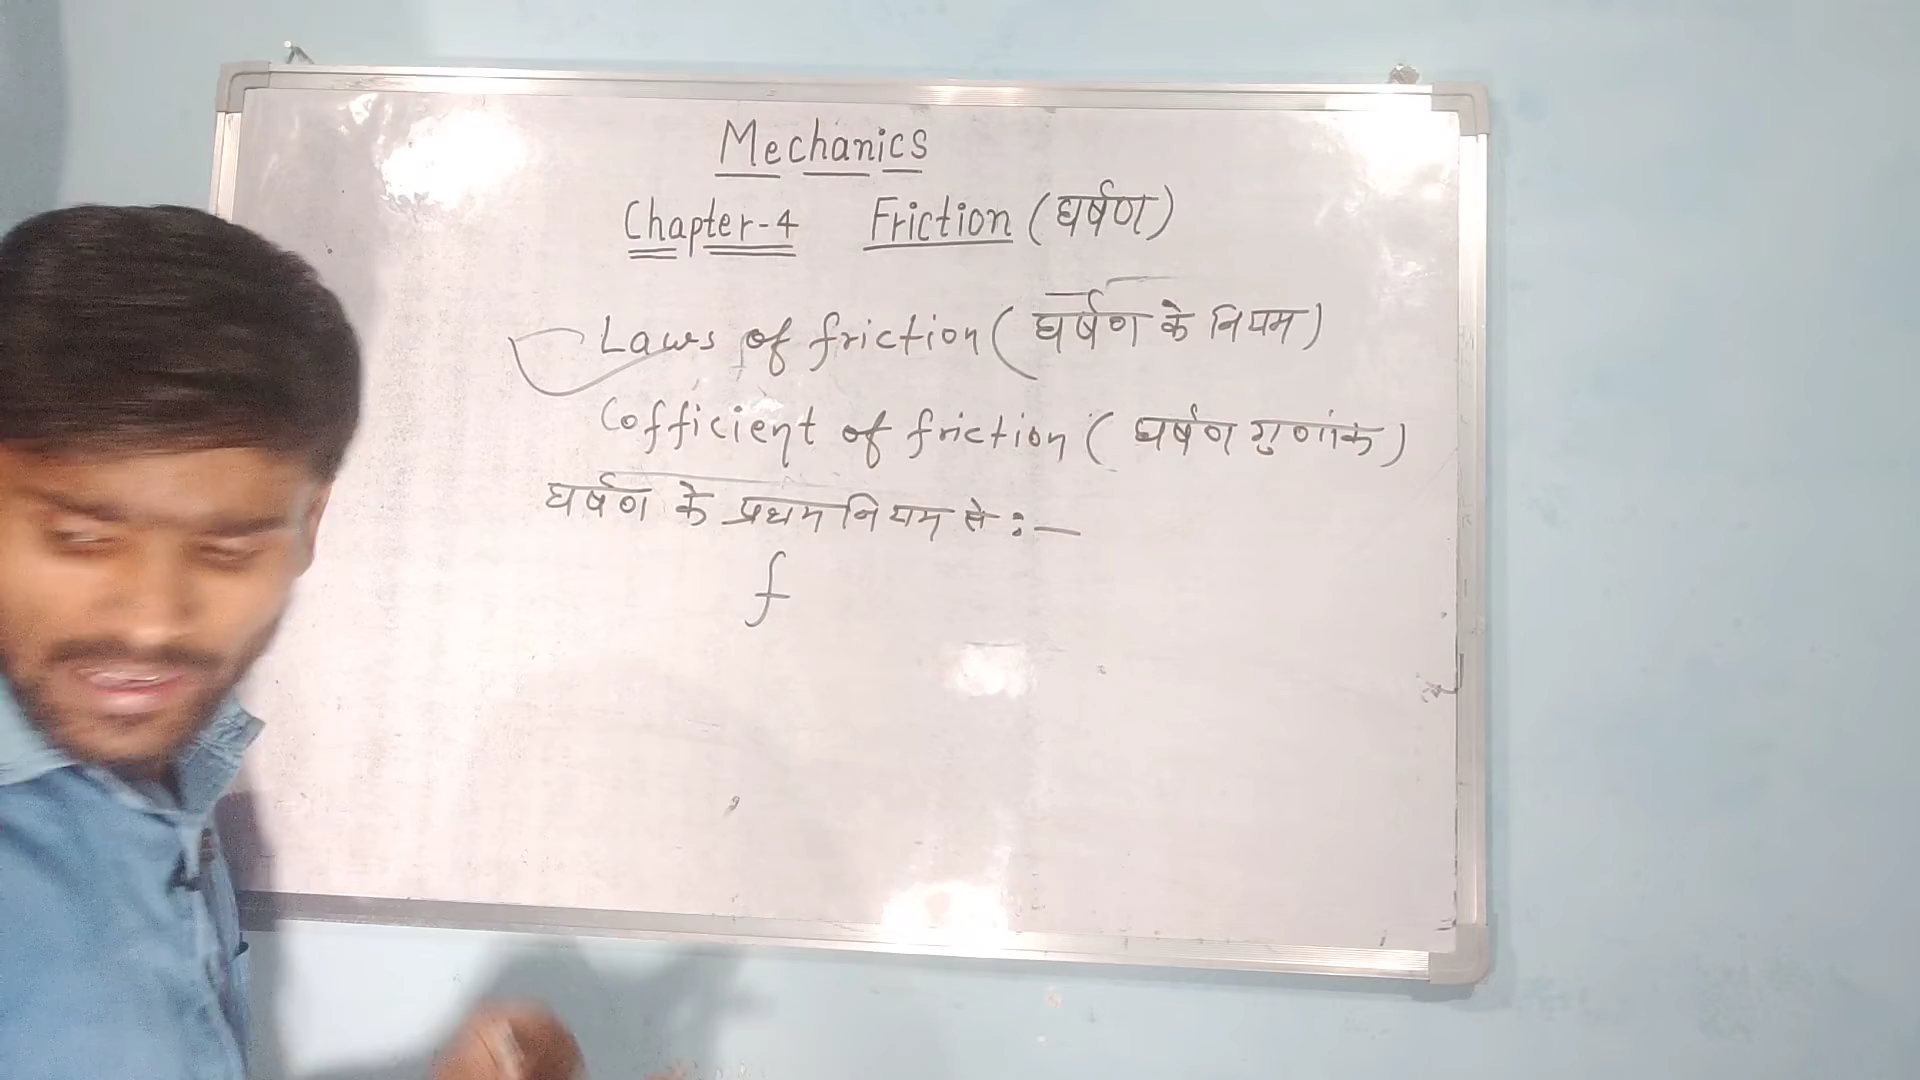 Mechanics
Chapter-4 Friction (घर्षण)
Laws of friction (घर्षण के नियम)
Cofficient of friction (घर्षण गुणांक)
घर्षण के प्रथम नियम से :—
f